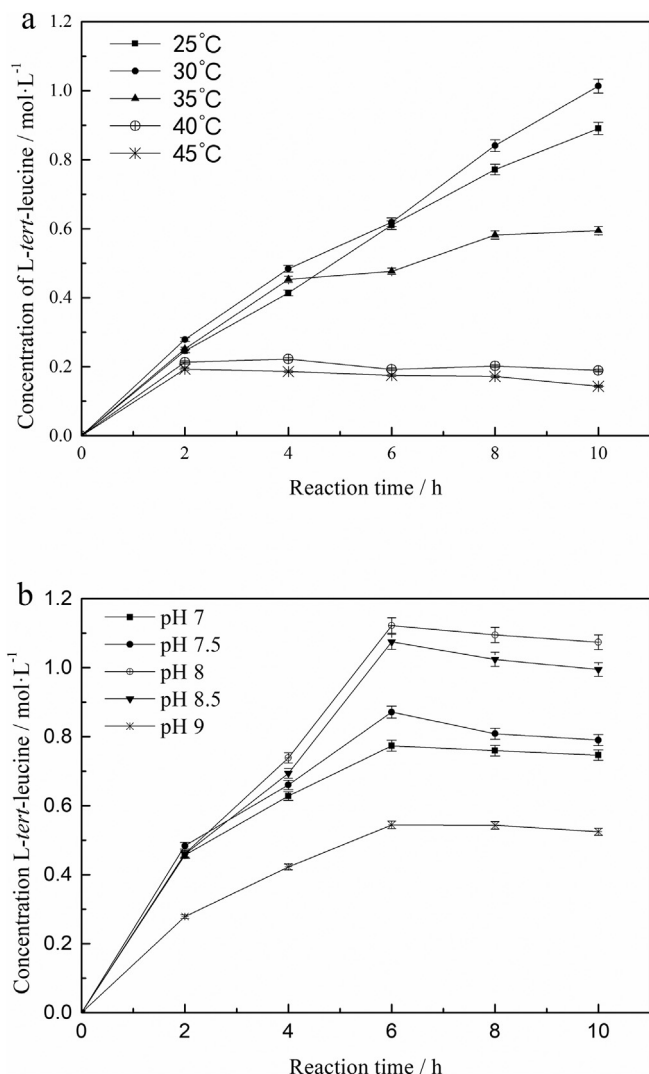 a
Concentration of L-tert-leucine / mol·L⁻¹
1.2
1.0
0.8
0.6
0.4
0.2
0.0
25°C
30°C
35°C
40°C
45°C
0 2 4 6 8 10
Reaction time / h
b
Concentration L-tert-leucine / mol·L⁻¹
1.2
1.0
0.8
0.6
0.4
0.2
0.0
pH 7
pH 7.5
pH 8
pH 8.5
pH 9
0 2 4 6 8 10
Reaction time / h